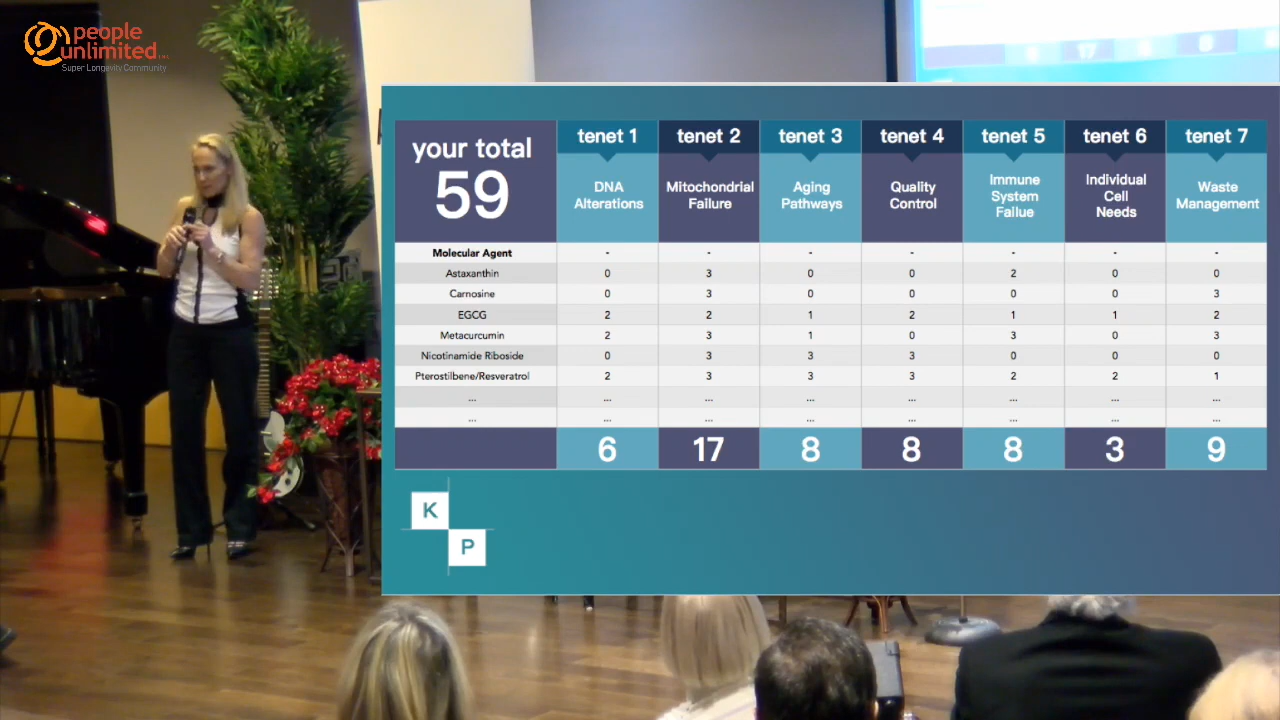 people
unlimited INC
Super Longevity Community
your total
59
tenet 1 tenet 2 tenet 3 tenet 4 tenet 5 tenet 6 tenet 7
DNA Alterations
Mitochondrial Failure
Aging Pathways
Quality Control
Immune System Fallue
Individual Cell Needs
Waste Management
Molecular Agent - - - - - - -
Astaxanthin 0 3 0 0 2 0 0
Carnosine 0 3 0 0 0 0 3
EGCG 2 2 1 2 1 1 2
Metacurcumin 2 3 1 0 3 0 3
Nicotinamide Riboside 0 3 3 3 0 0 0
Pterostilbene/Resveratrol 2 3 3 3 2 2 1
... ... ... ... ... ... ... ...
... ... ... ... ... ... ... ...
6 17 8 8 8 3 9
K
P